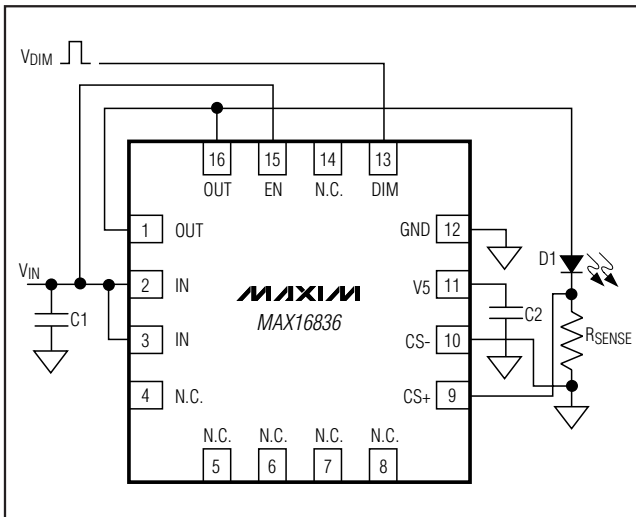 VDIM
16 15 14 13
OUT EN N.C. DIM
1 OUT
GND 12
D1
VIN
2 IN
V5 11
MAXIM
MAX16836
C1
C2
RSENSE
3 IN
CS- 10
4 N.C.
CS+ 9
N.C. N.C. N.C. N.C.
5 6 7 8